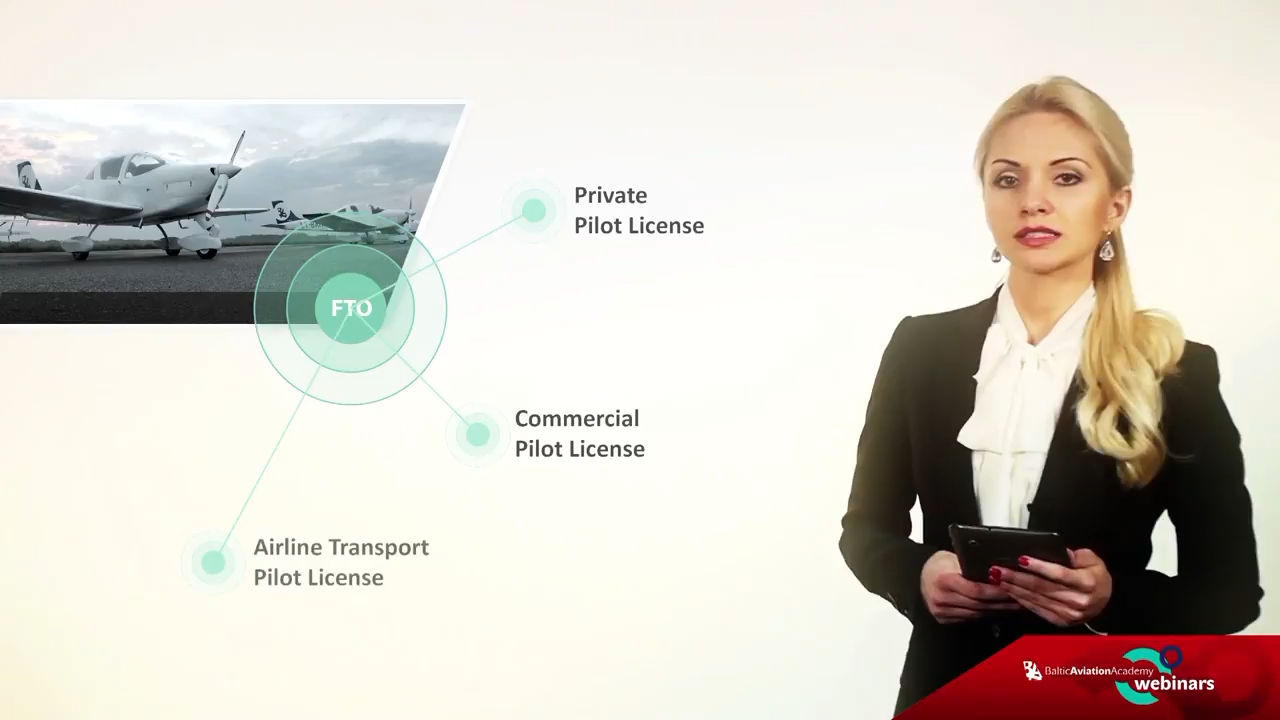 Private
Pilot License
FTO
Commercial
Pilot License
Airline Transport
Pilot License
BalticAviationAcademy
webinars